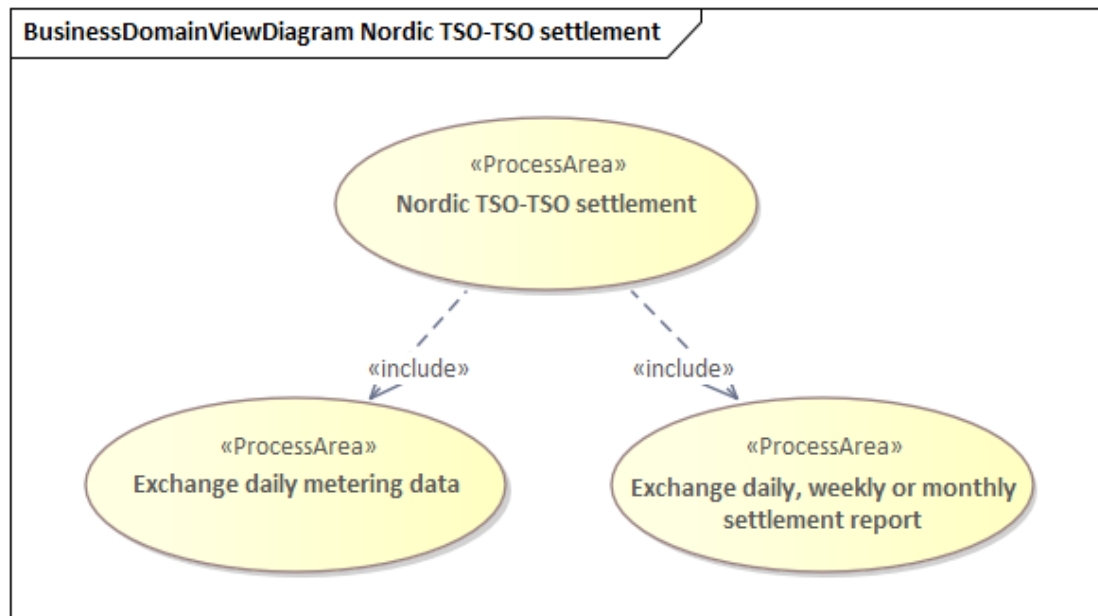 BusinessDomainViewDiagram Nordic TSO-TSO settlement
«ProcessArea»
Nordic TSO-TSO settlement
«include»
«include»
«ProcessArea»
Exchange daily metering data
«ProcessArea»
Exchange daily, weekly or monthly
settlement report